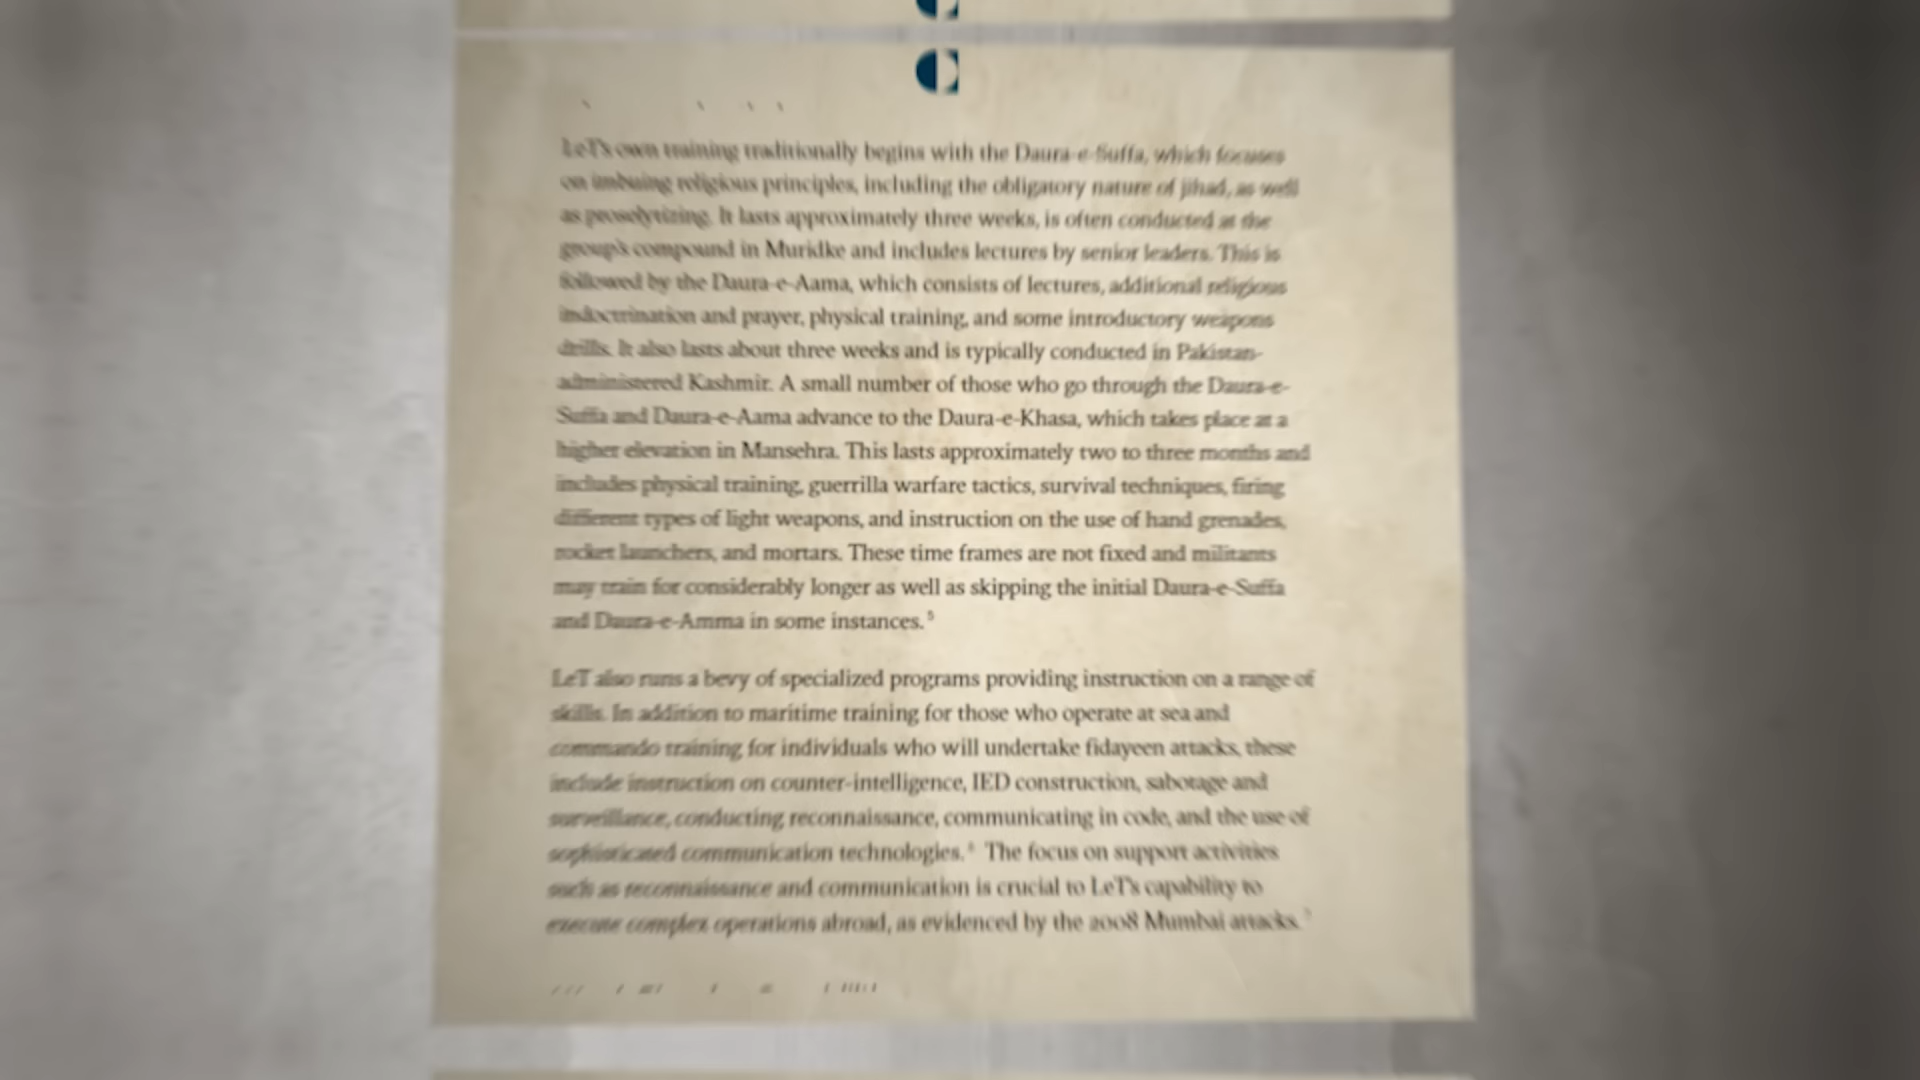 LeT's own training traditionally begins with the Daura-e-Suffa, which focuses
on imbuing religious principles, including the obligatory nature of jihad, as well
as proselytizing. It lasts approximately three weeks, is often conducted at the
group's compound in Muridke and includes lectures by senior leaders. This is
followed by the Daura-e-Aama, which consists of lectures, additional religious
indoctrination and prayer, physical training, and some introductory weapons
drills. It also lasts about three weeks and is typically conducted in Pakistan-
administered Kashmir. A small number of those who go through the Daura-e-
Suffa and Daura-e-Aama advance to the Daura-e-Khasa, which takes place at a
higher elevation in Mansehra. This lasts approximately two to three months and
includes physical training, guerrilla warfare tactics, survival techniques, firing
different types of light weapons, and instruction on the use of hand grenades,
rocket launchers, and mortars. These time frames are not fixed and militants
may train for considerably longer as well as skipping the initial Daura-e-Suffa
and Daura-e-Amma in some instances.⁵
LeT also runs a bevy of specialized programs providing instruction on a range of
skills. In addition to maritime training for those who operate at sea and
commando training for individuals who will undertake fidayeen attacks, these
include instruction on counter-intelligence, IED construction, sabotage and
surveillance, conducting reconnaissance, communicating in code, and the use of
sophisticated communication technologies.⁶ The focus on support activities
such as reconnaissance and communication is crucial to LeT's capability to
execute complex operations abroad, as evidenced by the 2008 Mumbai attacks.⁷